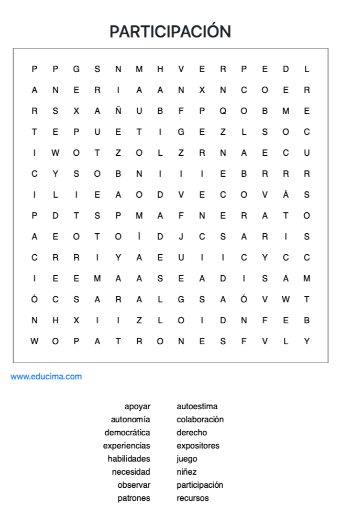 PARTICIPACIÓN
P P G S N M H V E R P E D L
A N E R I A A N X N C O E R
R S X A Ñ U B F P Q O B M E
T E P U E T I G E Z L S O C
I W O T Z O L Z R N A E C U
C Y S O B N I I I E B R R R
I L I E A O D V E C O V Á S
P D T S P M A F N E R A T O
A E O T O Í D J C S A R I S
C R R I Y A E U I I C Y C C
I E E M A A S E A D I S A M
Ó C S A R A L G S A Ó V W T
N H X I I Z L O I D N F E B
W O P A T R O N E S F V L Y
www.educima.com
apoyar autoestima
autonomía colaboración
democrática derecho
experiencias expositores
habilidades juego
necesidad niñez
observar participación
patrones recursos